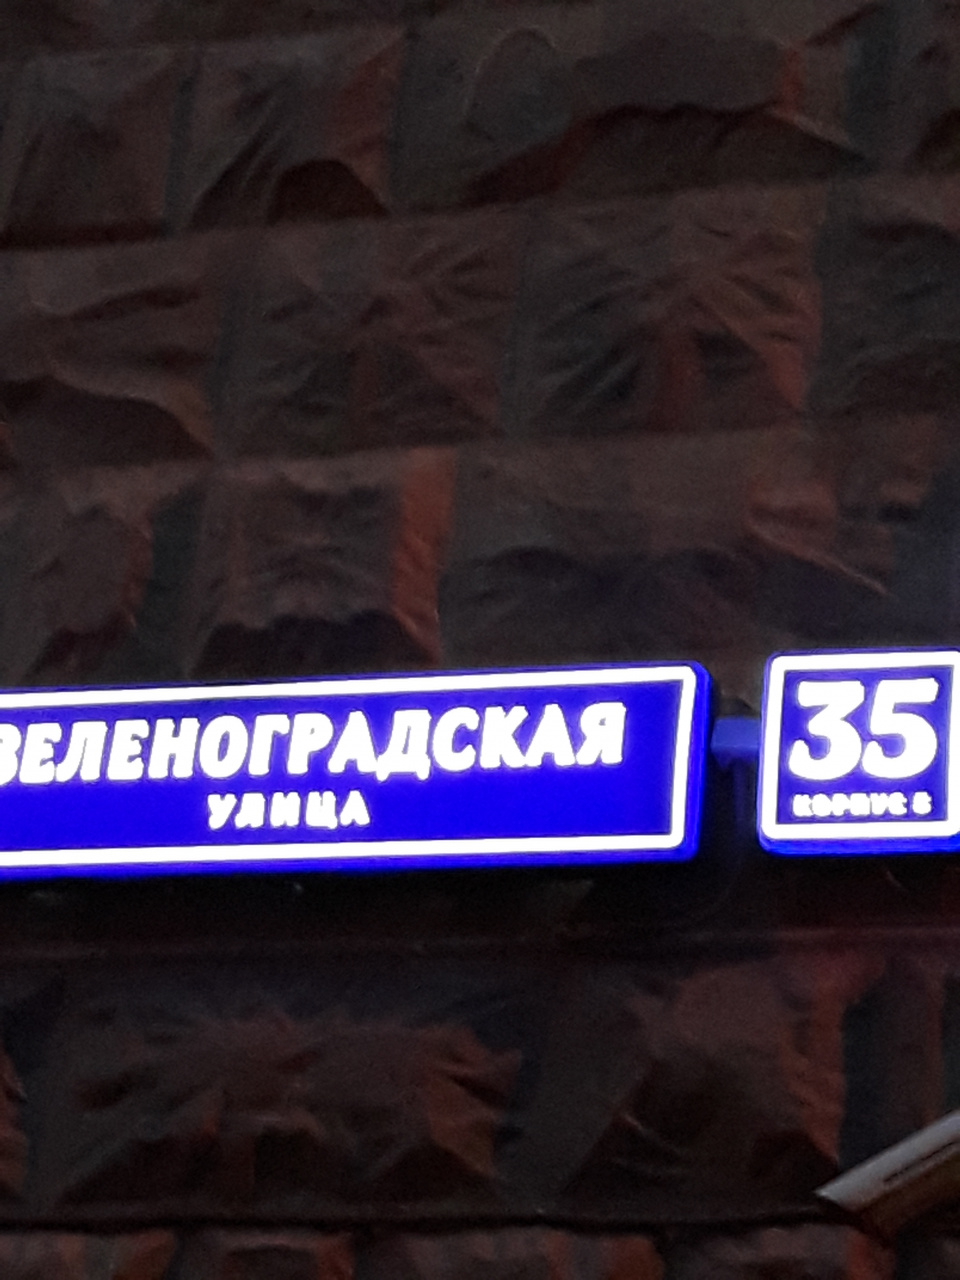 ЗЕЛЕНОГРАДСКАЯ
УЛИЦА
35
КОРПУС